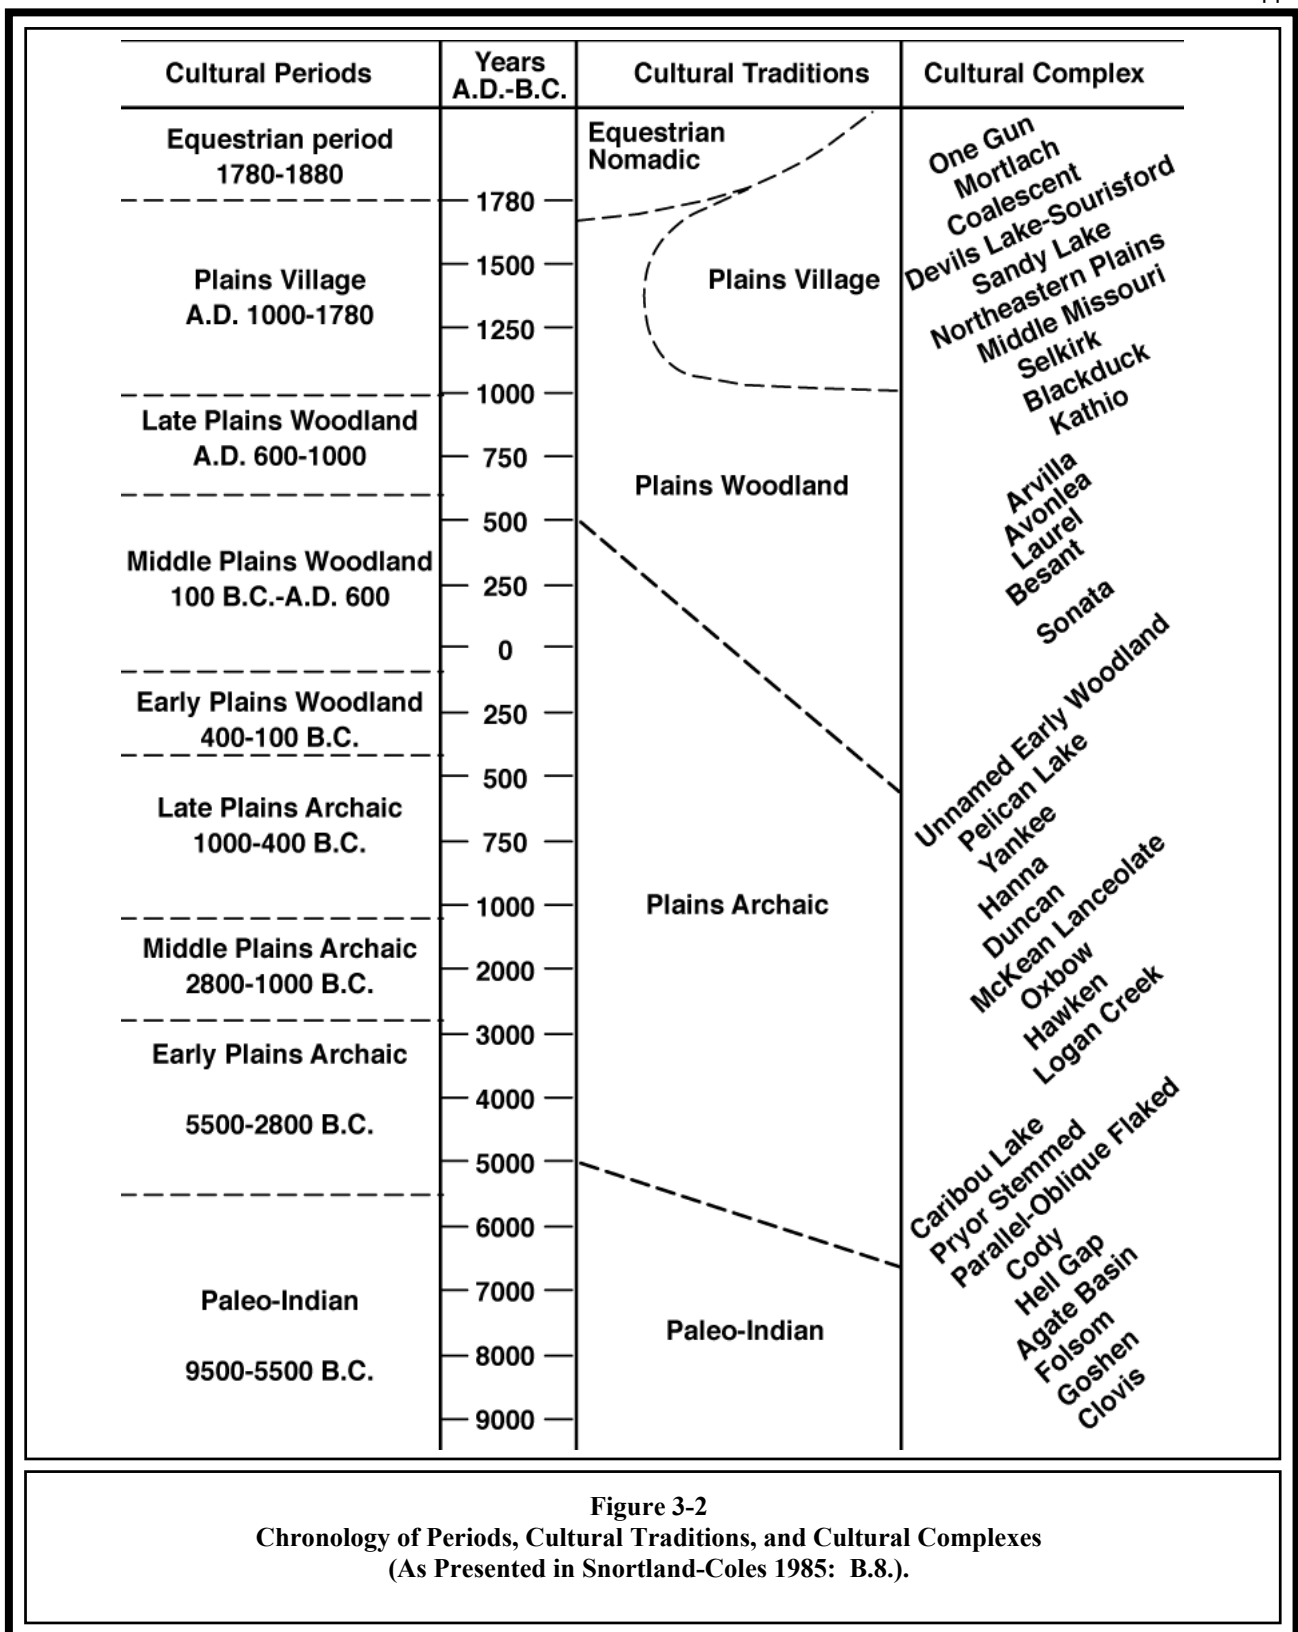 Cultural Periods
Years
A.D.-B.C.
Cultural Traditions
Cultural Complex
Equestrian period
1780-1880
Plains Village
A.D. 1000-1780
Late Plains Woodland
A.D. 600-1000
Middle Plains Woodland
100 B.C.-A.D. 600
Early Plains Woodland
400-100 B.C.
Late Plains Archaic
1000-400 B.C.
Middle Plains Archaic
2800-1000 B.C.
Early Plains Archaic
5500-2800 B.C.
Paleo-Indian
9500-5500 B.C.
1780
1500
1250
1000
750
500
250
0
250
500
750
1000
2000
3000
4000
5000
6000
7000
8000
9000
Equestrian
Nomadic
Plains Village
Plains Woodland
Plains Archaic
Paleo-Indian
One Gun
Mortlach
Coalescent
Devils Lake-Sourisford
Sandy Lake
Northeastern Plains
Middle Missouri
Selkirk
Blackduck
Kathio
Arvilla
Avonlea
Laurel
Besant
Sonata
Unnamed Early Woodland
Pelican Lake
Yankee
Hanna
Duncan
McKean Lanceolate
Oxbow
Hawken
Logan Creek
Caribou Lake
Pryor Stemmed
Parallel-Oblique Flaked
Cody
Hell Gap
Agate Basin
Folsom
Goshen
Clovis
Figure 3-2
Chronology of Periods, Cultural Traditions, and Cultural Complexes
(As Presented in Snortland-Coles 1985: B.8.).